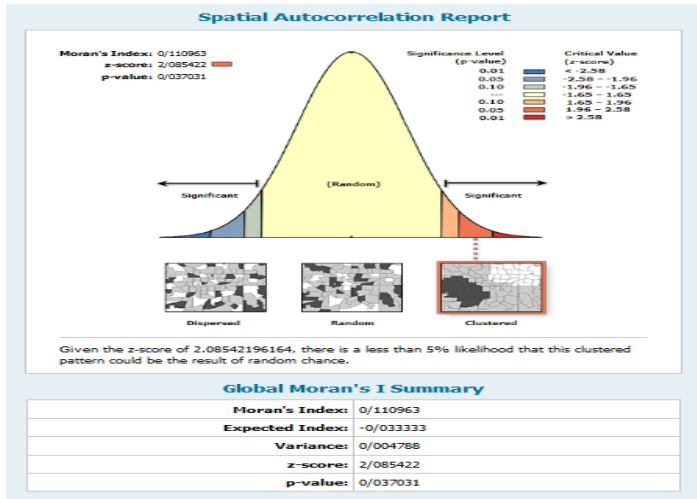 Spatial Autocorrelation Report
Moran's Index: 0/110963
z-score: 2/085422
p-value: 0/037031
Significance Level (p-value)
Critical Value (z-score)
0.01 < -2.58
0.05 -2.58 – -1.96
0.10 -1.96 – -1.65
--- -1.65 – 1.65
0.10 1.65 – 1.96
0.05 1.96 – 2.58
0.01 > 2.58
(Random)
Significant
Significant
Dispersed
Random
Clustered
Given the z-score of 2.08542196164, there is a less than 5% likelihood that this clustered
pattern could be the result of random chance.
Global Moran's I Summary
Moran's Index: 0/110963
Expected Index: -0/033333
Variance: 0/004788
z-score: 2/085422
p-value: 0/037031